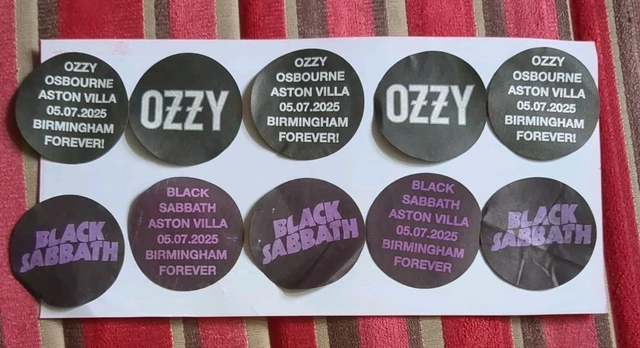 OZZY
OSBOURNE
ASTON VILLA
05.07.2025
BIRMINGHAM
FOREVER!
OZZY
OZZY
OSBOURNE
ASTON VILLA
05.07.2025
BIRMINGHAM
FOREVER!
OZZY
OZZY
OSBOURNE
ASTON VILLA
05.07.2025
BIRMINGHAM
FOREVER!
BLACK
SABBATH
BLACK
SABBATH
ASTON VILLA
05.07.2025
BIRMINGHAM
FOREVER
BLACK
SABBATH
BLACK
SABBATH
ASTON VILLA
05.07.2025
BIRMINGHAM
FOREVER
BLACK
SABBATH